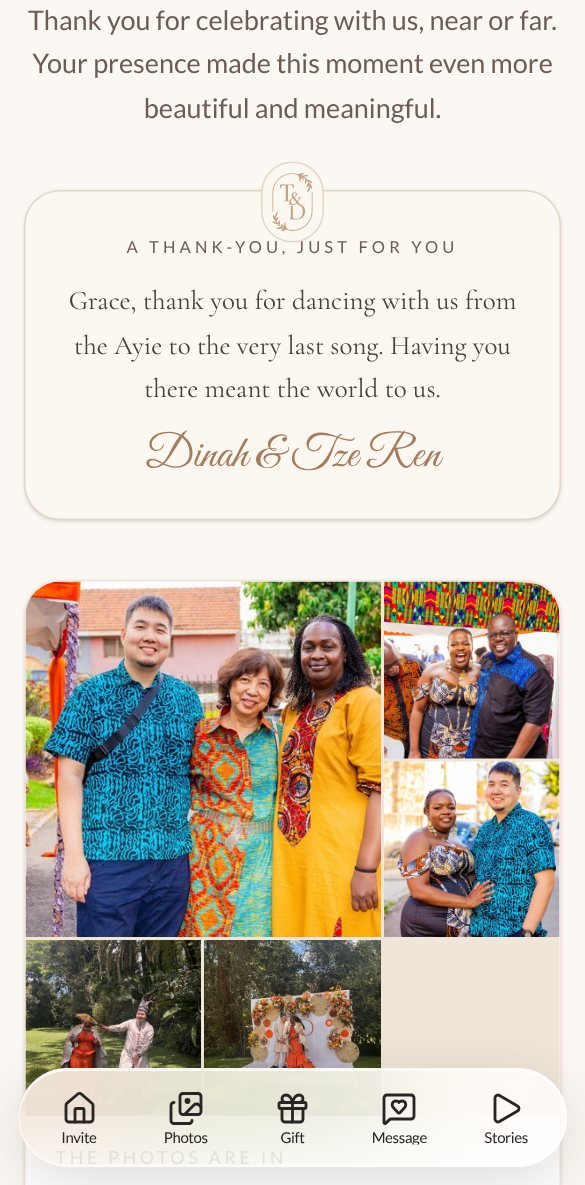 Thank you for celebrating with us, near or far.
Your presence made this moment even more
beautiful and meaningful.
T&D
A THANK-YOU, JUST FOR YOU
Grace, thank you for dancing with us from
the Ayie to the very last song. Having you
there meant the world to us.
Dinah & Tze Ren
Invite
Photos
Gift
Message
Stories
THE PHOTOS ARE IN